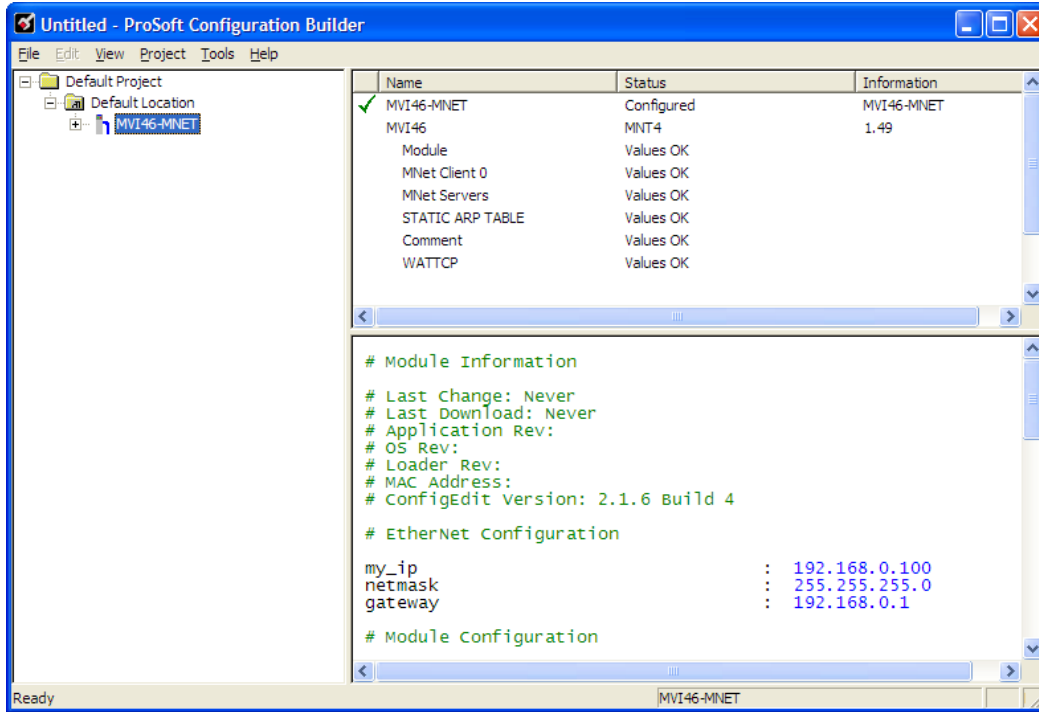 Untitled - ProSoft Configuration Builder
File Edit View Project Tools Help
Default Project
Default Location
MVI46-MNET
Name Status Information
MVI46-MNET Configured MVI46-MNET
MVI46 MNT4 1.49
Module Values OK
MNet Client 0 Values OK
MNet Servers Values OK
STATIC ARP TABLE Values OK
Comment Values OK
WATTCP Values OK
# Module Information
# Last Change: Never
# Last Download: Never
# Application Rev:
# OS Rev:
# Loader Rev:
# MAC Address:
# ConfigEdit Version: 2.1.6 Build 4
# EtherNet Configuration
my_ip : 192.168.0.100
netmask : 255.255.255.0
gateway : 192.168.0.1
# Module Configuration
Ready MVI46-MNET